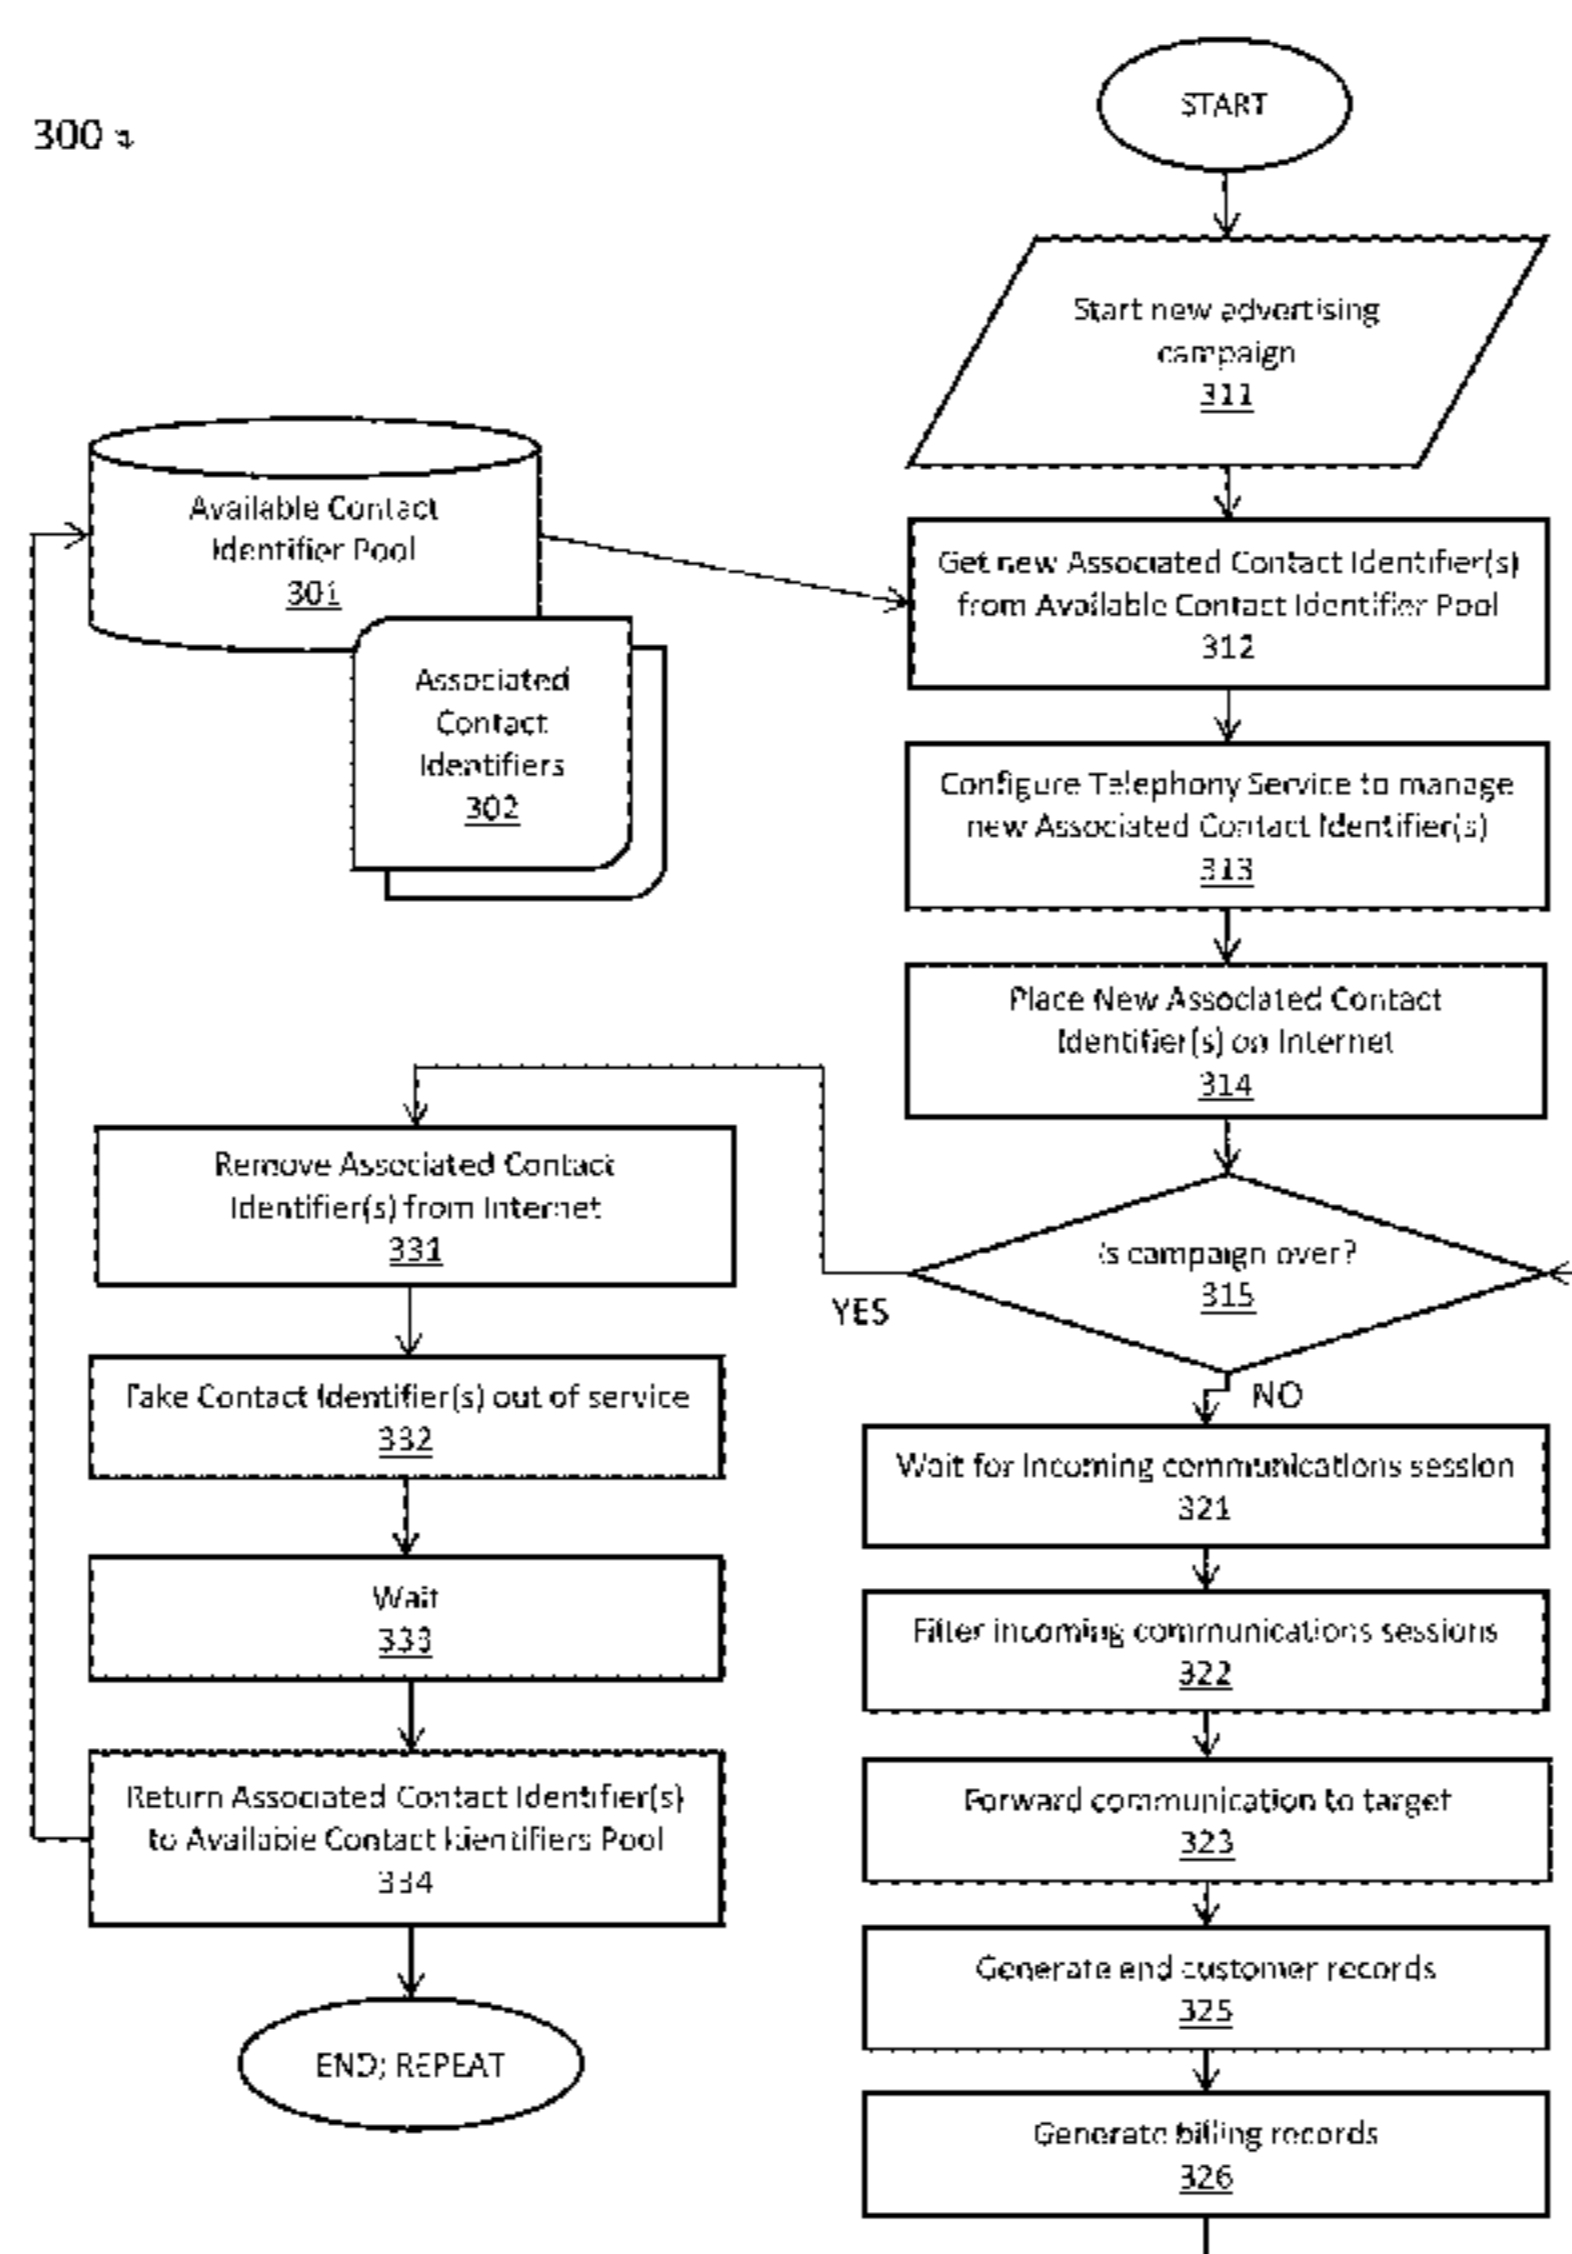 300
START
Start new advertising
campaign
311
Available Contact
Identifier Pool
301
Associated
Contact
Identifiers
302
Get new Associated Contact Identifier(s)
from Available Contact Identifier Pool
312
Configure Telephony Service to manage
new Associated Contact Identifier(s)
313
Place New Associated Contact
Identifier(s) on Internet
314
Is campaign over?
315
YES
NO
Remove Associated Contact
Identifier(s) from Internet
331
Take Contact Identifier(s) out of service
332
Wait
333
Return Associated Contact Identifier(s)
to Available Contact Identifiers Pool
334
END; REPEAT
Wait for incoming communications session
321
Filter incoming communications sessions
322
Forward communication to target
323
Generate end customer records
325
Generate billing records
326